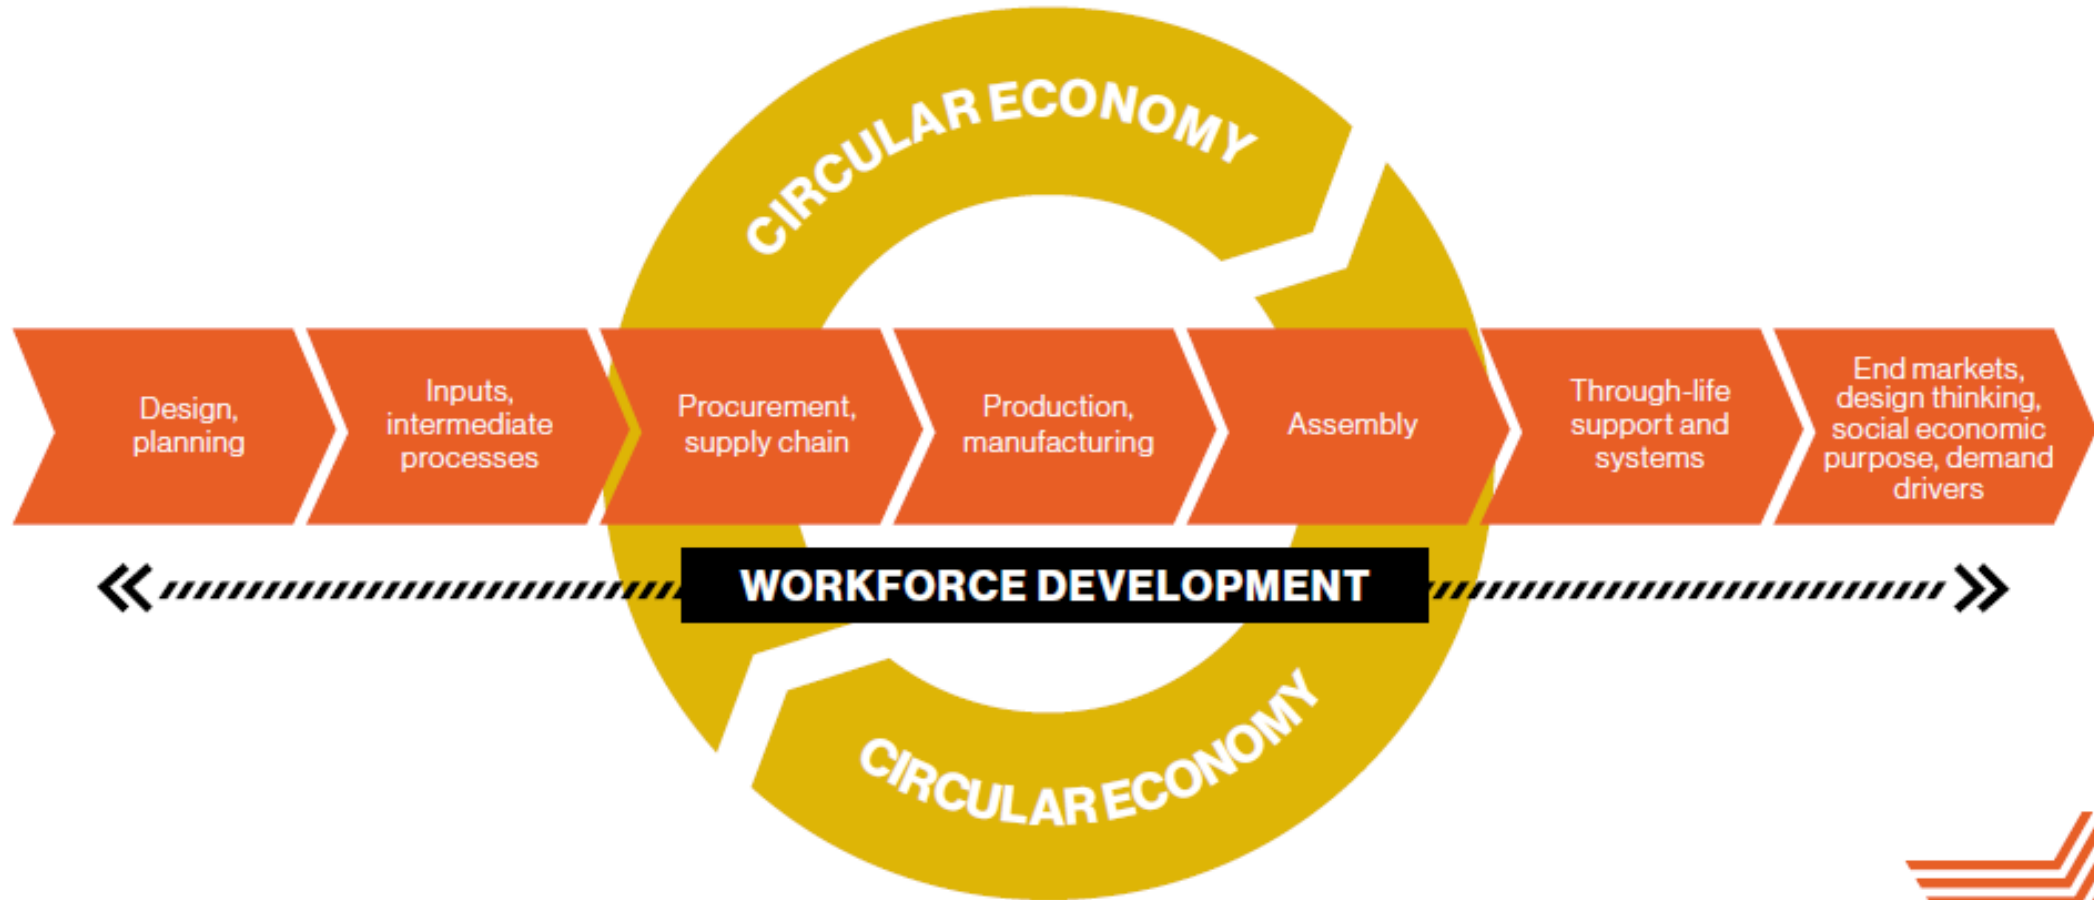 CIRCULAR ECONOMY
Design,
planning
Inputs,
intermediate
processes
Procurement,
supply chain
Production,
manufacturing
Assembly
Through-life
support and
systems
End markets,
design thinking,
social economic
purpose, demand
drivers
WORKFORCE DEVELOPMENT
CIRCULAR ECONOMY